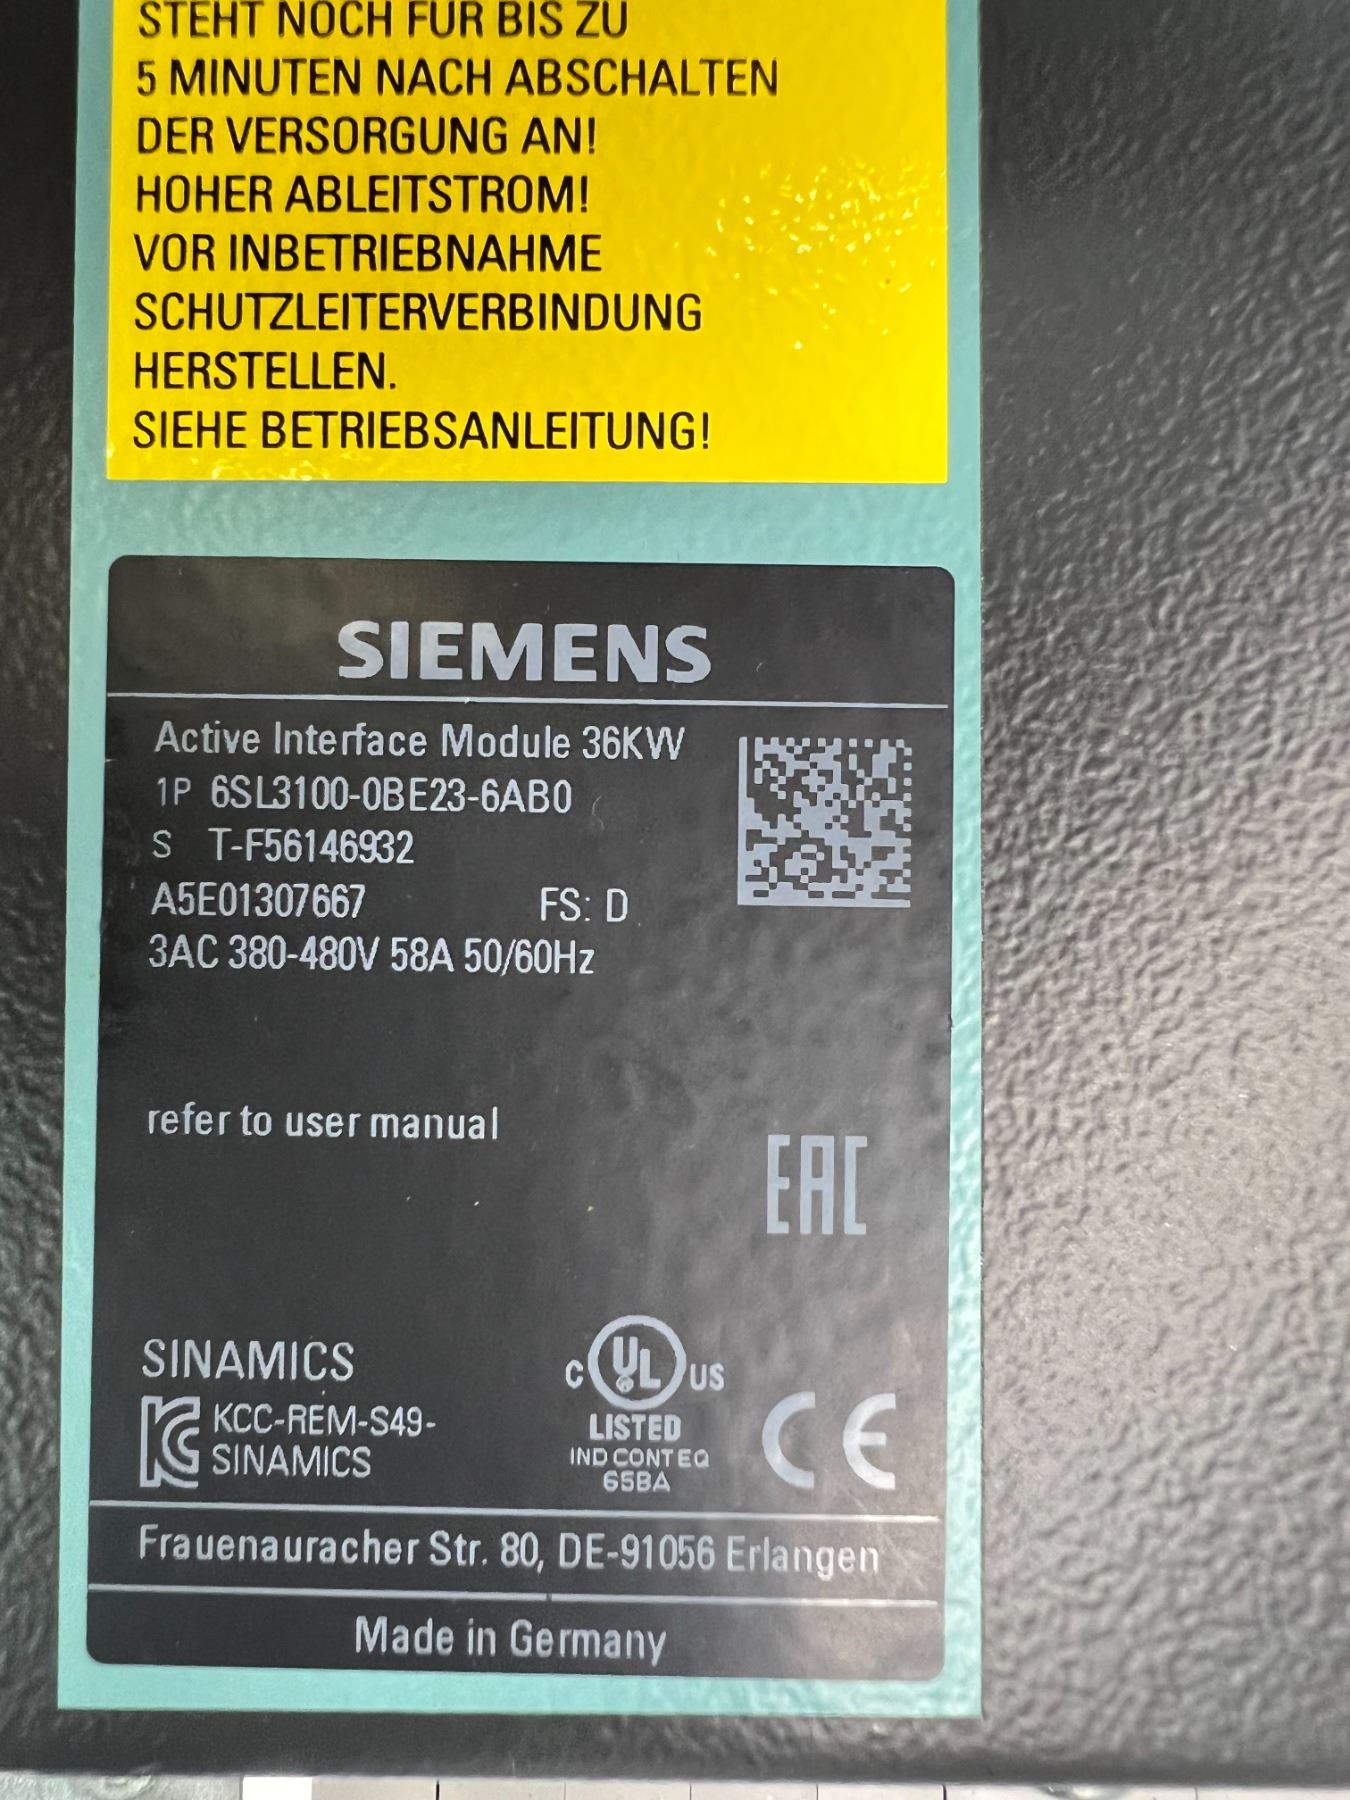 STEHT NOCH FÜR BIS ZU
5 MINUTEN NACH ABSCHALTEN
DER VERSORGUNG AN!
HOHER ABLEITSTROM!
VOR INBETRIEBNAHME
SCHUTZLEITERVERBINDUNG
HERSTELLEN.
SIEHE BETRIEBSANLEITUNG!
SIEMENS
Active Interface Module 36KW
1P 6SL3100-0BE23-6AB0
S T-F56146932
A5E01307667 FS: D
3AC 380-480V 58A 50/60Hz
refer to user manual
EAC
SINAMICS
KCC-REM-S49-
SINAMICS
C UL US
LISTED
IND CONT EQ
65BA
CE
Frauenauracher Str. 80, DE-91056 Erlangen
Made in Germany